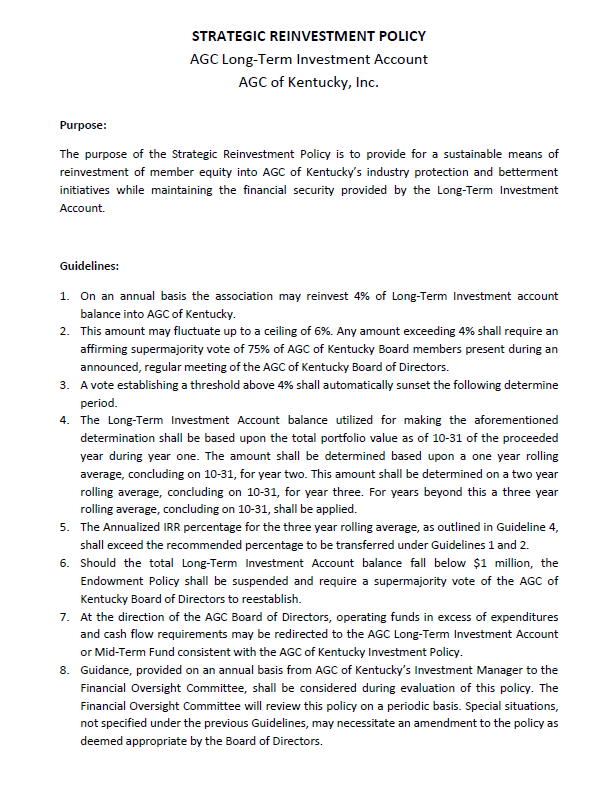 STRATEGIC REINVESTMENT POLICY
AGC Long-Term Investment Account
AGC of Kentucky, Inc.
Purpose:
The purpose of the Strategic Reinvestment Policy is to provide for a sustainable means of
reinvestment of member equity into AGC of Kentucky's industry protection and betterment
initiatives while maintaining the financial security provided by the Long-Term Investment
Account.
Guidelines:
1. On an annual basis the association may reinvest 4% of Long-Term Investment account
balance into AGC of Kentucky.
2. This amount may fluctuate up to a ceiling of 6%. Any amount exceeding 4% shall require an
affirming supermajority vote of 75% of AGC of Kentucky Board members present during an
announced, regular meeting of the AGC of Kentucky Board of Directors.
3. A vote establishing a threshold above 4% shall automatically sunset the following determine
period.
4. The Long-Term Investment Account balance utilized for making the aforementioned
determination shall be based upon the total portfolio value as of 10-31 of the proceeded
year during year one. The amount shall be determined based upon a one year rolling
average, concluding on 10-31, for year two. This amount shall be determined on a two year
rolling average, concluding on 10-31, for year three. For years beyond this a three year
rolling average, concluding on 10-31, shall be applied.
5. The Annualized IRR percentage for the three year rolling average, as outlined in Guideline 4,
shall exceed the recommended percentage to be transferred under Guidelines 1 and 2.
6. Should the total Long-Term Investment Account balance fall below $1 million, the
Endowment Policy shall be suspended and require a supermajority vote of the AGC of
Kentucky Board of Directors to reestablish.
7. At the direction of the AGC Board of Directors, operating funds in excess of expenditures
and cash flow requirements may be redirected to the AGC Long-Term Investment Account
or Mid-Term Fund consistent with the AGC of Kentucky Investment Policy.
8. Guidance, provided on an annual basis from AGC of Kentucky's Investment Manager to the
Financial Oversight Committee, shall be considered during evaluation of this policy. The
Financial Oversight Committee will review this policy on a periodic basis. Special situations,
not specified under the previous Guidelines, may necessitate an amendment to the policy as
deemed appropriate by the Board of Directors.